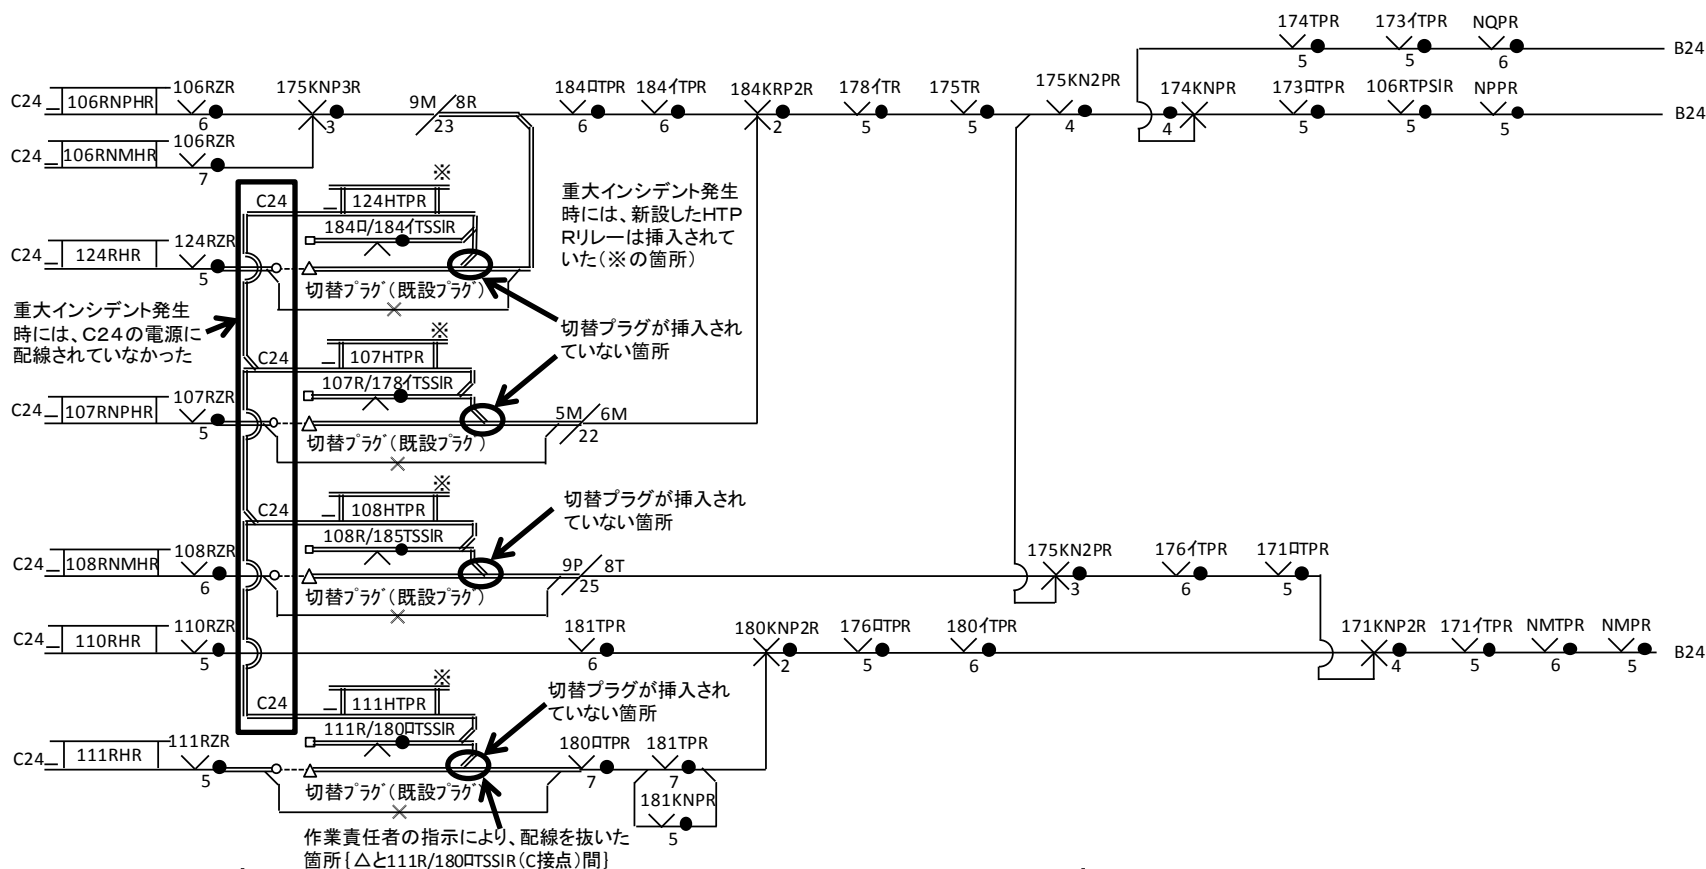 174TPR 173ｲTPR NQPR
5 5 6 B24
C24 106RNPHR 106RZR 175KNP3R 9M 8R 184ﾛTPR 184ｲTPR 184KRP2R 178ｲTR 175TR 175KN2PR 174KNPR 173ﾛTPR 106RTPSlR NPPR B24
6 3 23 6 6 2 5 5 4 4 5 5 5
C24 106RNMHR 106RZR
7
C24 124HTPR ※
184ﾛ/184ｲTSSlR
C24 124RHR 124RZR
5
切替ﾌﾟﾗｸﾞ(既設ﾌﾟﾗｸﾞ)
重大インシデント発生
時には、新設したHTP
Rリレーは挿入されて
いた(※の箇所)
重大インシデント発生
時には、C24の電源に
配線されていなかった
切替プラグが挿入され
ていない箇所
C24 107HTPR ※
107R/178ｲTSSlR
C24 107RNPHR 107RZR 5M 6M
5 22
切替ﾌﾟﾗｸﾞ(既設ﾌﾟﾗｸﾞ)
C24 108HTPR ※
108R/185TSSlR
切替プラグが挿入され
ていない箇所
C24 108RNMHR 108RZR 9P 8T 175KN2PR 176ｲTPR 171ﾛTPR
6 25 3 6 5
切替ﾌﾟﾗｸﾞ(既設ﾌﾟﾗｸﾞ)
C24 110RHR 110RZR 181TPR 180KNP2R 176ﾛTPR 180ｲTPR 171KNP2R 171ｲTPR NMTPR NMPR B24
5 6 2 5 6 4 5 6 5
C24 111HTPR ※
111R/180ﾛTSSlR
切替プラグが挿入され
ていない箇所
C24 111RHR 111RZR 180ﾛTPR 181TPR
5 7 7
切替ﾌﾟﾗｸﾞ(既設ﾌﾟﾗｸﾞ)
181KNPR
5
作業責任者の指示により、配線を抜いた
箇所{△と111R/180ﾛTSSlR(C接点)間}